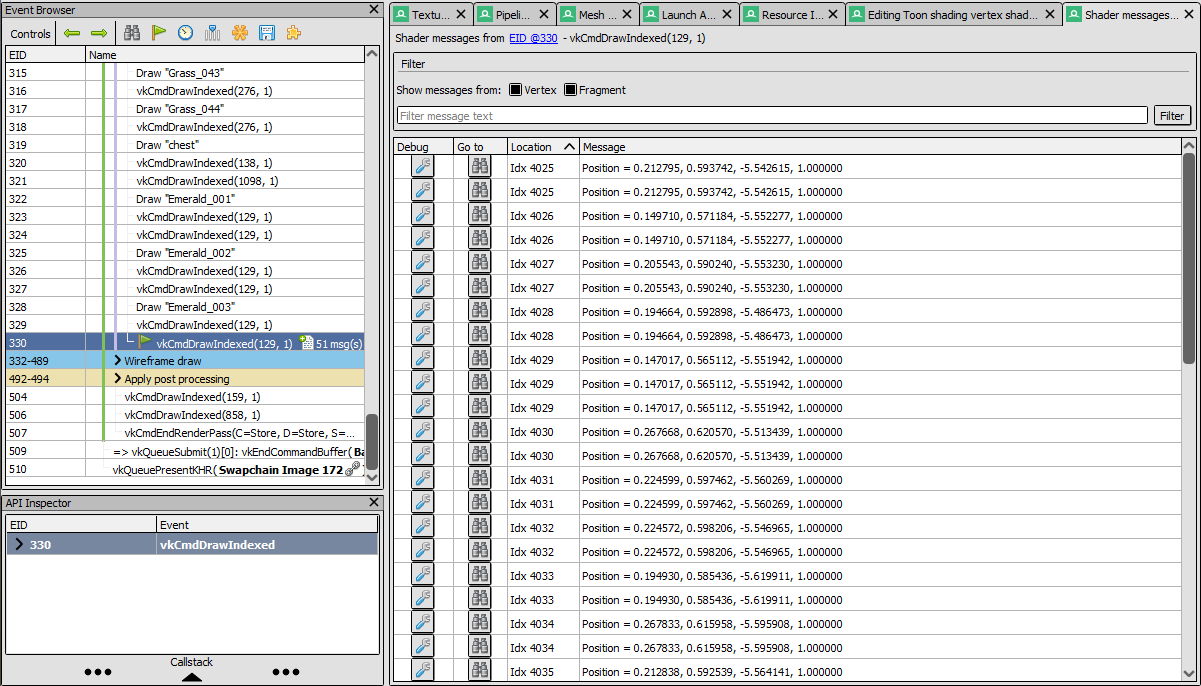 Event Browser
Controls
EID Name
315 Draw "Grass_043"
316 vkCmdDrawIndexed(276, 1)
317 Draw "Grass_044"
318 vkCmdDrawIndexed(276, 1)
319 Draw "chest"
320 vkCmdDrawIndexed(138, 1)
321 vkCmdDrawIndexed(1098, 1)
322 Draw "Emerald_001"
323 vkCmdDrawIndexed(129, 1)
324 vkCmdDrawIndexed(129, 1)
325 Draw "Emerald_002"
326 vkCmdDrawIndexed(129, 1)
327 vkCmdDrawIndexed(129, 1)
328 Draw "Emerald_003"
329 vkCmdDrawIndexed(129, 1)
330 vkCmdDrawIndexed(129, 1) 51 msg(s)
332-489 Wireframe draw
492-494 Apply post processing
504 vkCmdDrawIndexed(159, 1)
506 vkCmdDrawIndexed(858, 1)
507 vkCmdEndRenderPass(C=Store, D=Store, S=...
509 => vkQueueSubmit(1)[0]: vkEndCommandBuffer( Ba
510 vkQueuePresentKHR( Swapchain Image 172
API Inspector
EID Event
330 vkCmdDrawIndexed
Callstack
Textu... Pipeli... Mesh ... Launch A... Resource I... Editing Toon shading vertex shad... Shader messages...
Shader messages from EID @330 - vkCmdDrawIndexed(129, 1)
Filter
Show messages from: Vertex Fragment
Filter message text Filter
Debug Go to Location Message
Idx 4025 Position = 0.212795, 0.593742, -5.542615, 1.000000
Idx 4025 Position = 0.212795, 0.593742, -5.542615, 1.000000
Idx 4026 Position = 0.149710, 0.571184, -5.552277, 1.000000
Idx 4026 Position = 0.149710, 0.571184, -5.552277, 1.000000
Idx 4027 Position = 0.205543, 0.590240, -5.553230, 1.000000
Idx 4027 Position = 0.205543, 0.590240, -5.553230, 1.000000
Idx 4028 Position = 0.194664, 0.592898, -5.486473, 1.000000
Idx 4028 Position = 0.194664, 0.592898, -5.486473, 1.000000
Idx 4029 Position = 0.147017, 0.565112, -5.551942, 1.000000
Idx 4029 Position = 0.147017, 0.565112, -5.551942, 1.000000
Idx 4029 Position = 0.147017, 0.565112, -5.551942, 1.000000
Idx 4030 Position = 0.267668, 0.620570, -5.513439, 1.000000
Idx 4030 Position = 0.267668, 0.620570, -5.513439, 1.000000
Idx 4031 Position = 0.224599, 0.597462, -5.560269, 1.000000
Idx 4031 Position = 0.224599, 0.597462, -5.560269, 1.000000
Idx 4032 Position = 0.224572, 0.598206, -5.546965, 1.000000
Idx 4032 Position = 0.224572, 0.598206, -5.546965, 1.000000
Idx 4033 Position = 0.194930, 0.585436, -5.619911, 1.000000
Idx 4033 Position = 0.194930, 0.585436, -5.619911, 1.000000
Idx 4034 Position = 0.267833, 0.615958, -5.595908, 1.000000
Idx 4034 Position = 0.267833, 0.615958, -5.595908, 1.000000
Idx 4035 Position = 0.212838, 0.592539, -5.564141, 1.000000